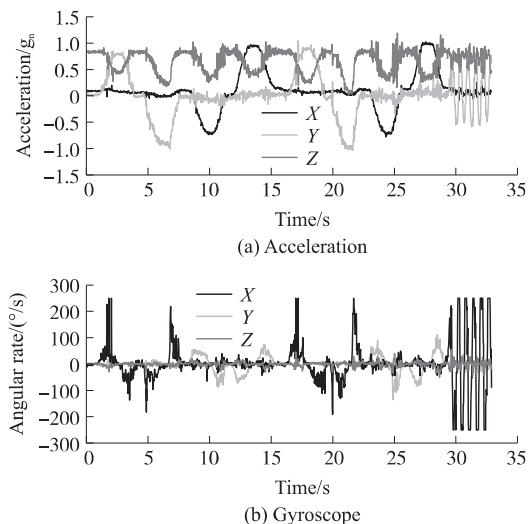 1.5
1.0
0.5
0
−0.5
−1.0
−1.5
Acceleration/gₙ
X
Y
Z
0 5 10 15 20 25 30 35
Time/s
(a) Acceleration
300
200
100
0
−100
−200
−300
Angular rate/(°/s)
X
Y
Z
0 5 10 15 20 25 30 35
Time/s
(b) Gyroscope